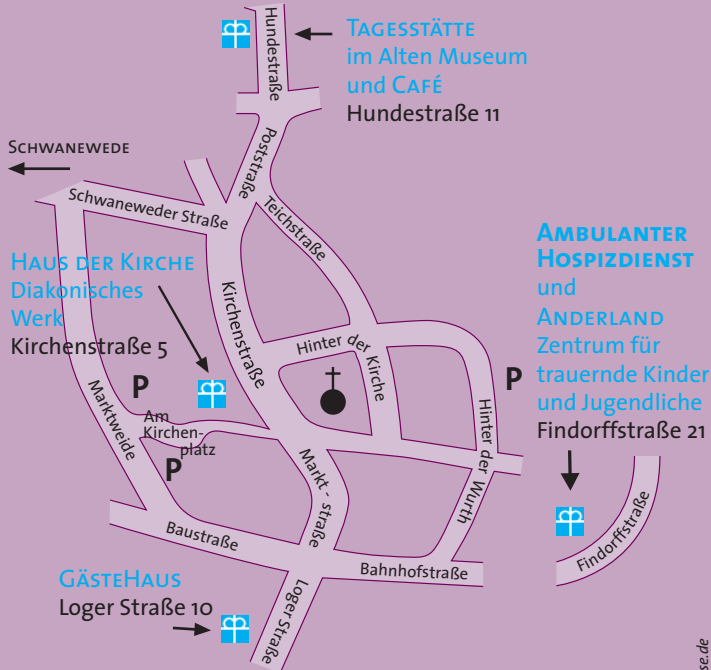 Hundestraße
TAGESSTÄTTE
im Alten Museum
und CAFÉ
Hundestraße 11
SCHWANEWEDE
Poststraße
Schwaneweder Straße
Teichstraße
HAUS DER KIRCHE
Diakonisches
Werk
Kirchenstraße 5
Kirchenstraße
Hinter der Kirche
AMBULANTER
HOSPIZDIENST
und
ANDERLAND
Zentrum für
trauernde Kinder
und Jugendliche
Findorffstraße 21
P
P
Marktweide
Am
Kirchen-
platz
P
Markt-straße
Hinter der Wurth
Baustraße
Bahnhofstraße
Findorffstraße
GÄSTEHAUS
Loger Straße 10
Loger Straße
se.de